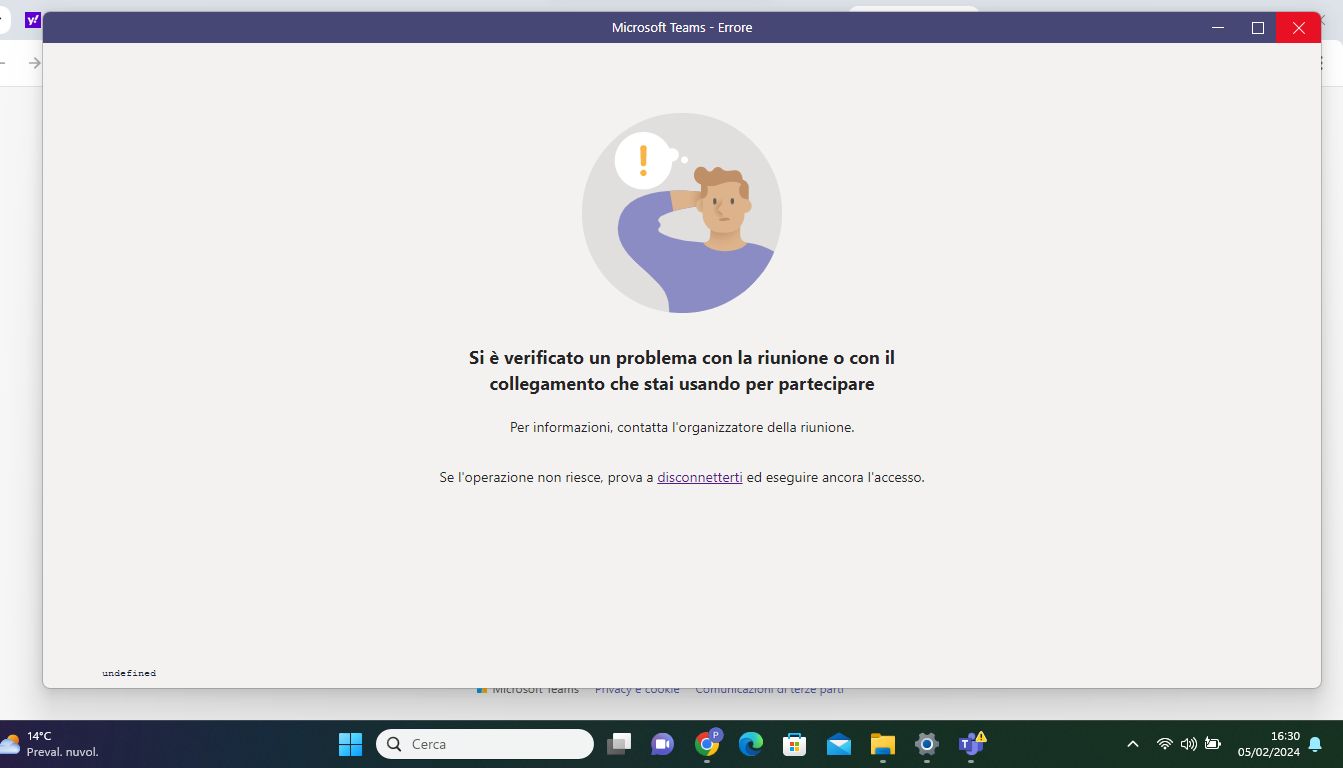 y!
Microsoft Teams - Errore
!
Si è verificato un problema con la riunione o con il
collegamento che stai usando per partecipare
Per informazioni, contatta l'organizzatore della riunione.
Se l'operazione non riesce, prova a disconnetterti ed eseguire ancora l'accesso.
undefined
Microsoft Teams Privacy e cookie Comunicazioni di terze parti
14°C
Preval. nuvol.
Cerca
P
T
16:30
05/02/2024